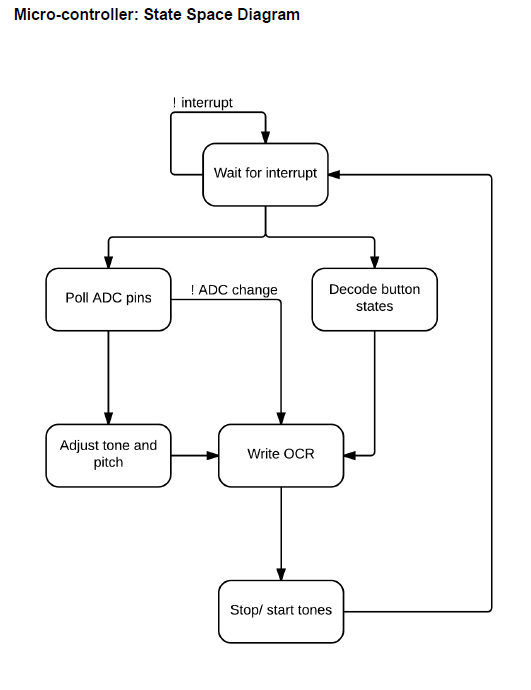 Micro-controller: State Space Diagram
! interrupt
Wait for interrupt
Poll ADC pins
! ADC change
Decode button
states
Adjust tone and
pitch
Write OCR
Stop/ start tones